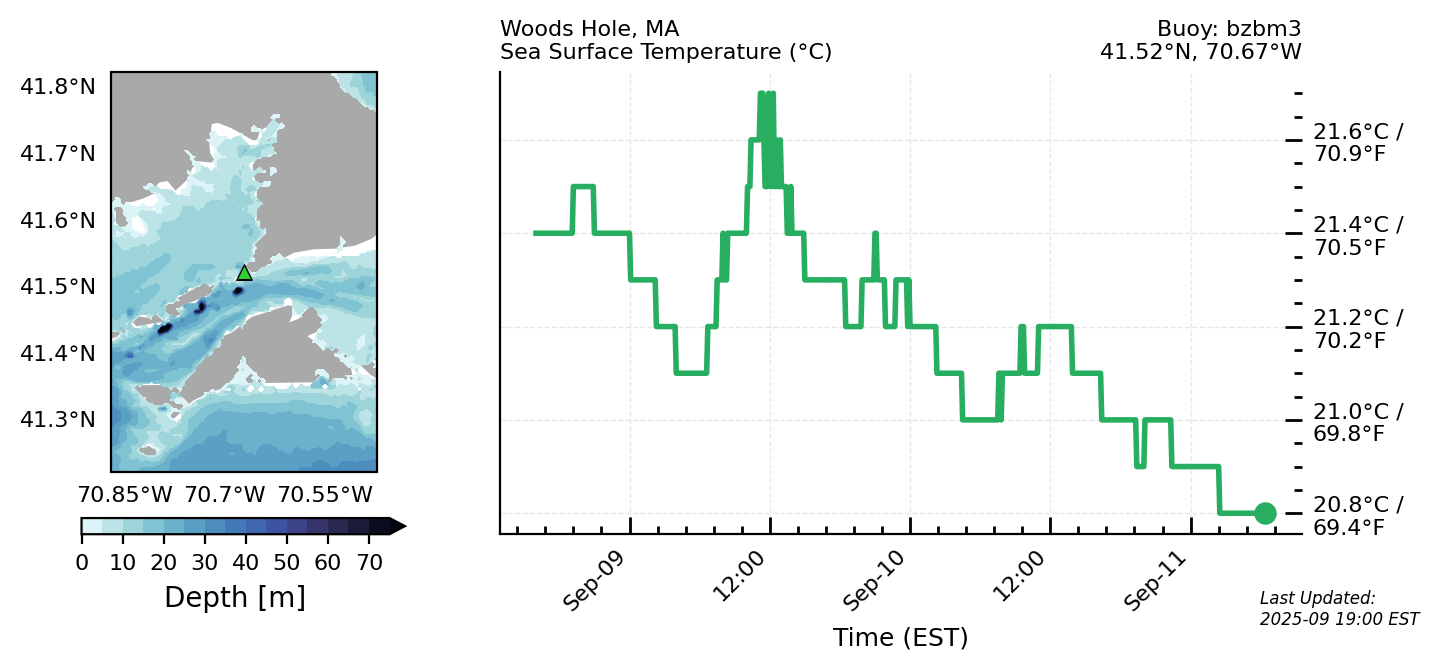 Woods Hole, MA
Sea Surface Temperature (°C)
Buoy: bzbm3
41.52°N, 70.67°W
41.8°N
41.7°N
41.6°N
41.5°N
41.4°N
41.3°N
70.85°W 70.7°W 70.55°W
0 10 20 30 40 50 60 70
Depth [m]
21.6°C /
70.9°F
21.4°C /
70.5°F
21.2°C /
70.2°F
21.0°C /
69.8°F
20.8°C /
69.4°F
Sep-09 12:00 Sep-10 12:00 Sep-11
Time (EST)
Last Updated:
2025-09 19:00 EST